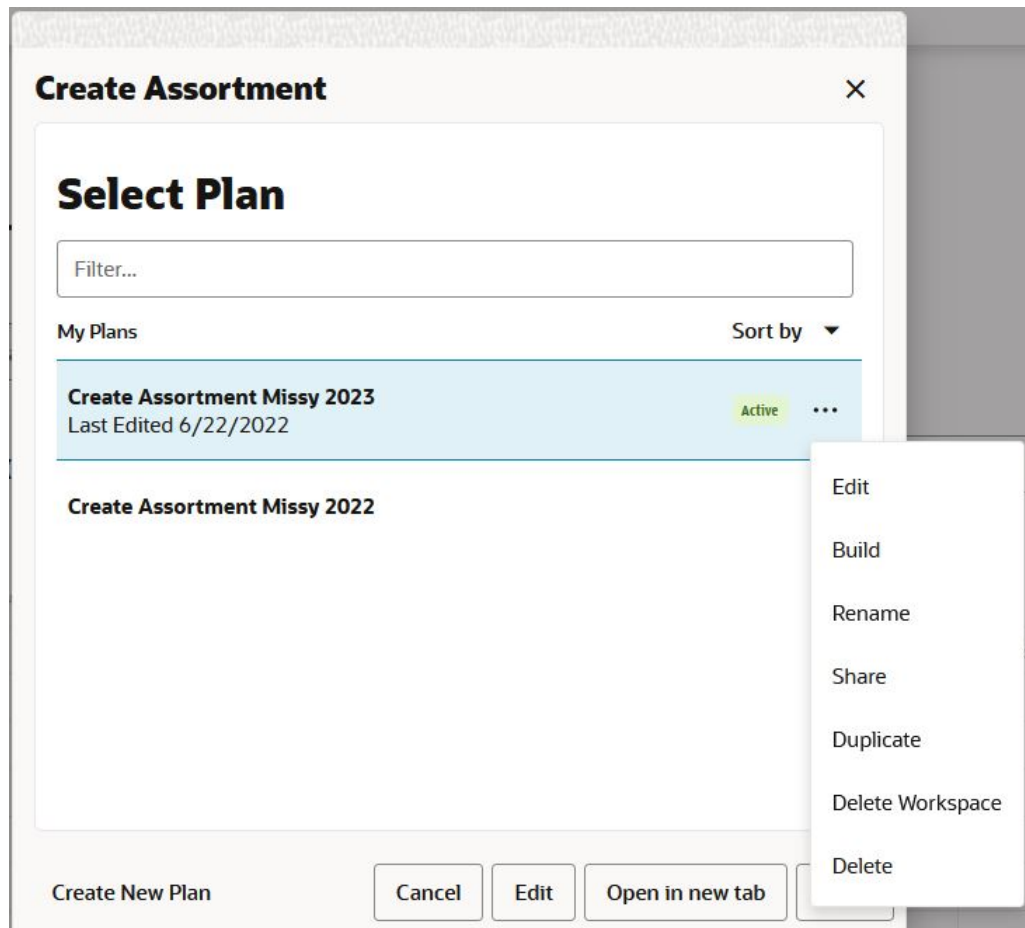 Create Assortment
Select Plan
Filter...
My Plans
Sort by
Create Assortment Missy 2023
Last Edited 6/22/2022
Active
Create Assortment Missy 2022
Edit
Build
Rename
Share
Duplicate
Delete Workspace
Delete
Create New Plan
Cancel
Edit
Open in new tab